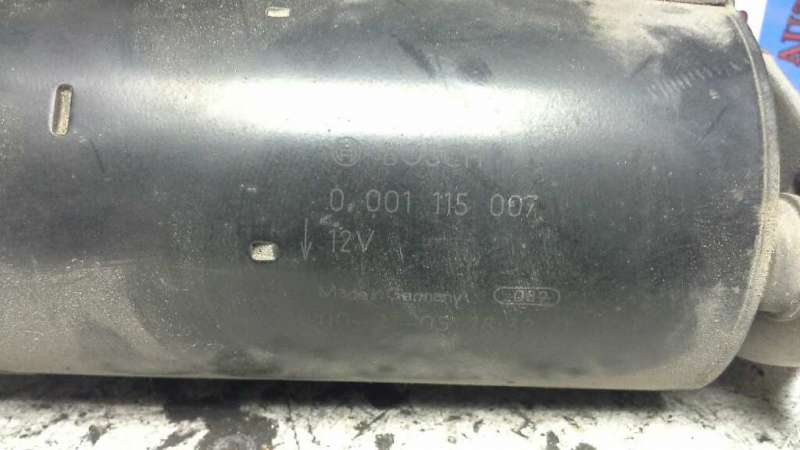 BOSCH
0 001 115 007
↓ 12V
Made in Germany 082